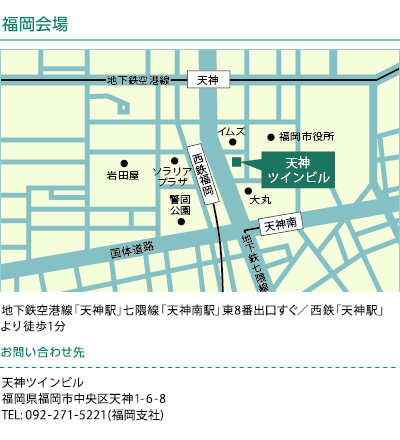 福岡会場
地下鉄空港線
天神
イムズ
福岡市役所
天神
ツインビル
岩田屋
ソラリア
プラザ
西鉄福岡
大丸
警固
公園
天神南
国体道路
地下鉄七隈線
地下鉄空港線「天神駅」七隈線「天神南駅」東8番出口すぐ／西鉄「天神駅」
より徒歩1分
お問い合わせ先
天神ツインビル
福岡県福岡市中央区天神1-6-8
TEL: 092-271-5221(福岡支社)